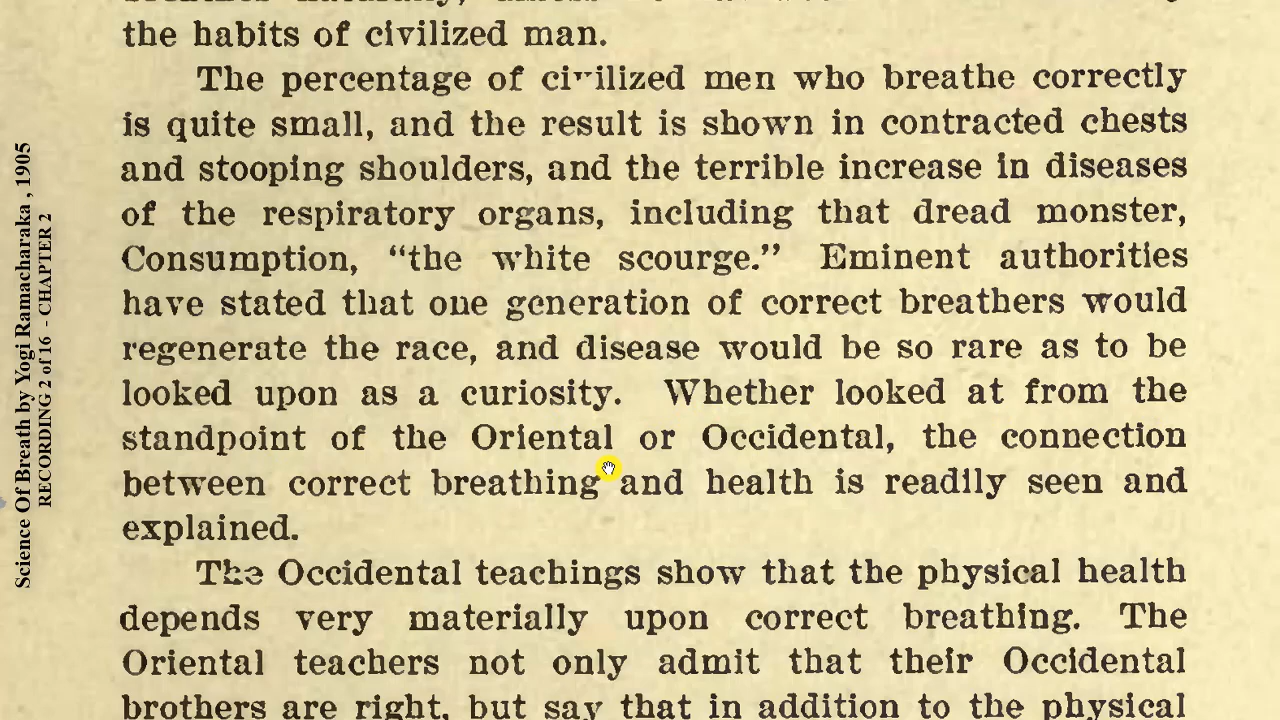 the habits of civilized man.
The percentage of civilized men who breathe correctly
is quite small, and the result is shown in contracted chests
and stooping shoulders, and the terrible increase in diseases
of the respiratory organs, including that dread monster,
Consumption, “the white scourge.” Eminent authorities
have stated that one generation of correct breathers would
regenerate the race, and disease would be so rare as to be
looked upon as a curiosity. Whether looked at from the
standpoint of the Oriental or Occidental, the connection
between correct breathing and health is readily seen and
explained.
The Occidental teachings show that the physical health
depends very materially upon correct breathing. The
Oriental teachers not only admit that their Occidental
brothers are right, but say that in addition to the physical
Science Of Breath by Yogi Ramacharaka , 1905
RECORDING 2 of 16 - CHAPTER 2